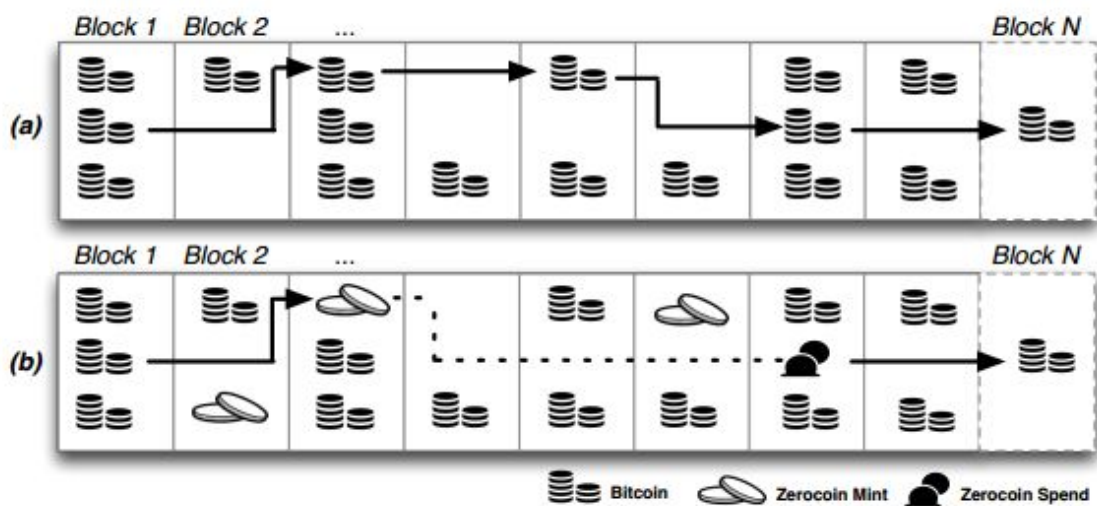 Block 1 Block 2 ... Block N
(a)
Block 1 Block 2 ... Block N
(b)
Bitcoin Zerocoin Mint Zerocoin Spend